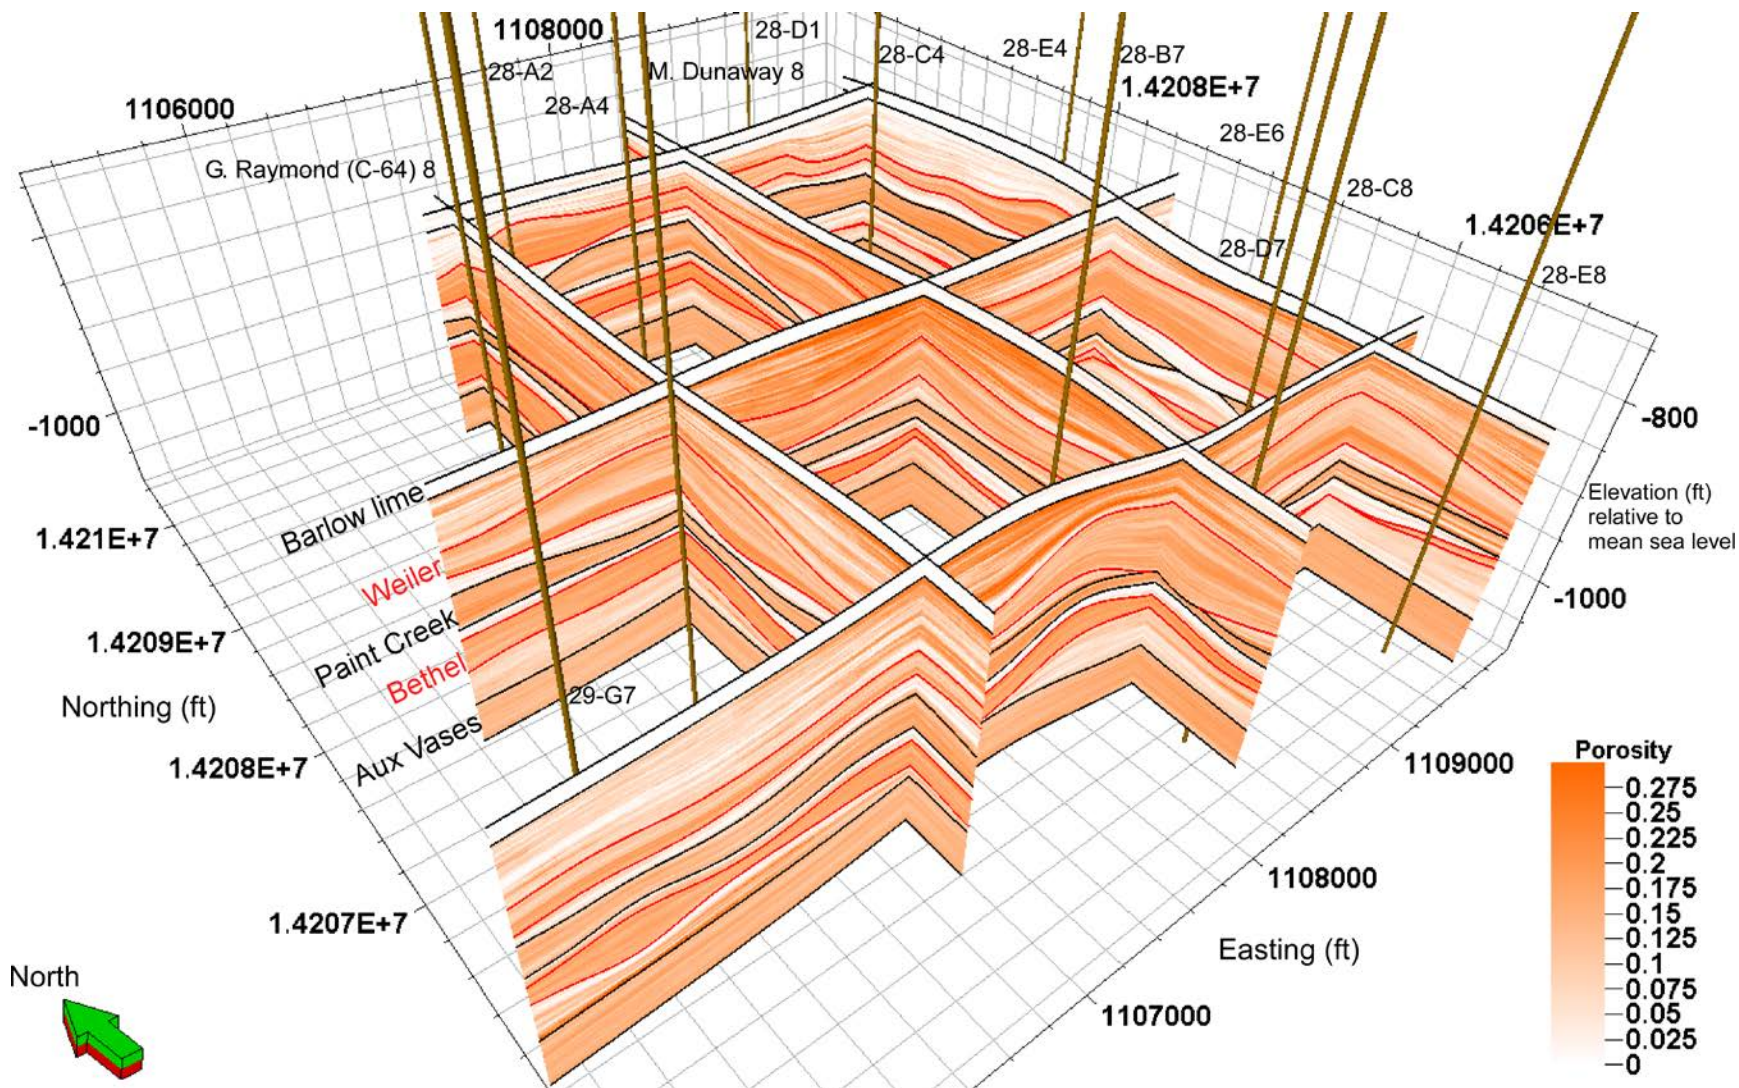 1108000
28-D1
28-C4
28-E4
28-B7
28-A2
M. Dunaway 8
1.4208E+7
1106000
28-A4
28-E6
G. Raymond (C-64) 8
28-C8
1.4206E+7
28-D7
28-E8
-1000
-800
Elevation (ft)
relative to
mean sea level
Barlow lime
1.421E+7
Weiler
-1000
1.4209E+7
Paint Creek
Bethel
29-G7
Northing (ft)
Aux Vases
1.4208E+7
1109000
Porosity
0.275
0.25
0.225
0.2
0.175
0.15
0.125
0.1
0.075
0.05
0.025
0
1108000
1.4207E+7
Easting (ft)
North
1107000